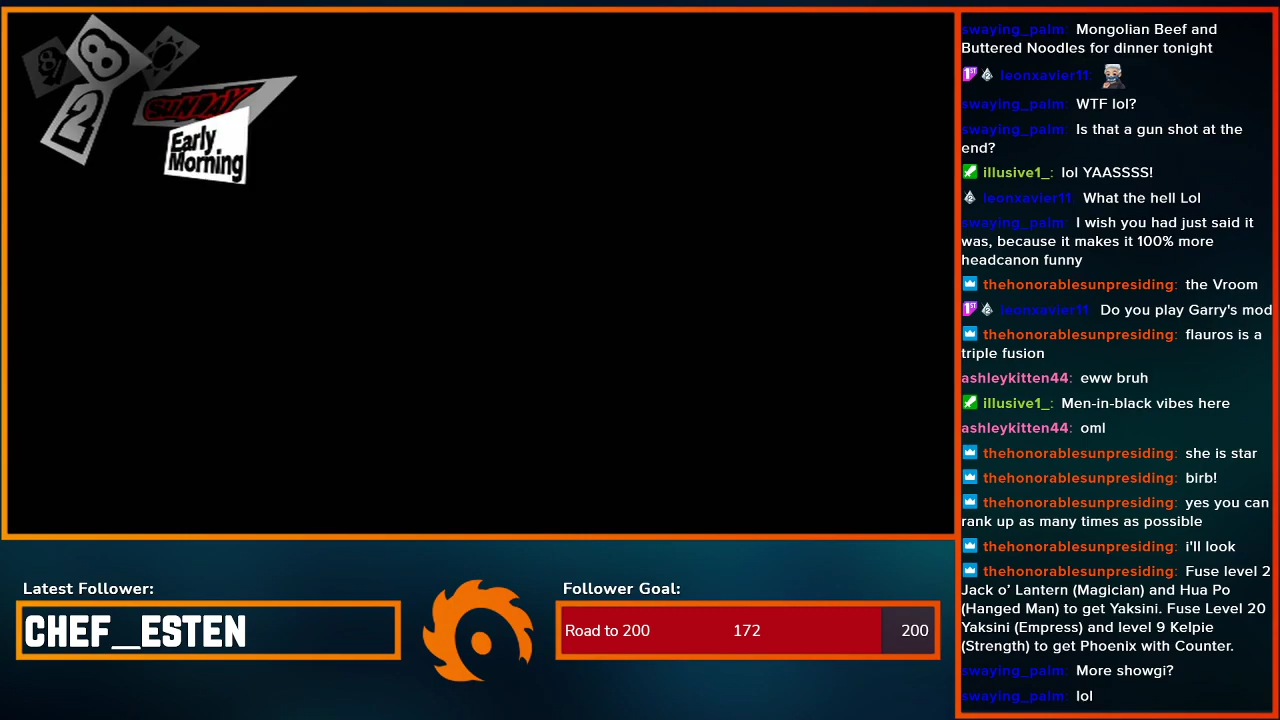 8/
8
2
SUNDAY
Early
Morning
swaying_palm: Mongolian Beef and
Buttered Noodles for dinner tonight
leonxavier11:
swaying_palm: WTF lol?
swaying_palm: Is that a gun shot at the
end?
illusive1_: lol YAASSSS!
leonxavier11: What the hell Lol
swaying_palm: I wish you had just said it
was, because it makes it 100% more
headcanon funny
thehonorablesunpresiding: the Vroom
leonxavier11: Do you play Garry's mod
thehonorablesunpresiding: flauros is a
triple fusion
ashleykitten44: eww bruh
illusive1_: Men-in-black vibes here
ashleykitten44: oml
thehonorablesunpresiding: she is star
thehonorablesunpresiding: birb!
thehonorablesunpresiding: yes you can
rank up as many times as possible
thehonorablesunpresiding: i'll look
thehonorablesunpresiding: Fuse level 2
Jack o’ Lantern (Magician) and Hua Po
(Hanged Man) to get Yaksini. Fuse Level 20
Yaksini (Empress) and level 9 Kelpie
(Strength) to get Phoenix with Counter.
swaying_palm: More showgi?
swaying_palm: lol
Latest Follower:
CHEF_ESTEN
Follower Goal:
Road to 200 172 200